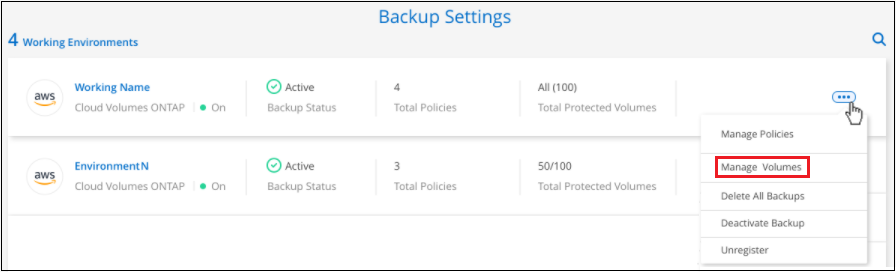 Backup Settings
4 Working Environments
aws
Working Name
Cloud Volumes ONTAP
On
Active
Backup Status
4
Total Policies
All (100)
Total Protected Volumes
Manage Policies
Manage Volumes
Delete All Backups
Deactivate Backup
Unregister
aws
EnvironmentN
Cloud Volumes ONTAP
On
Active
Backup Status
3
Total Policies
50/100
Total Protected Volumes